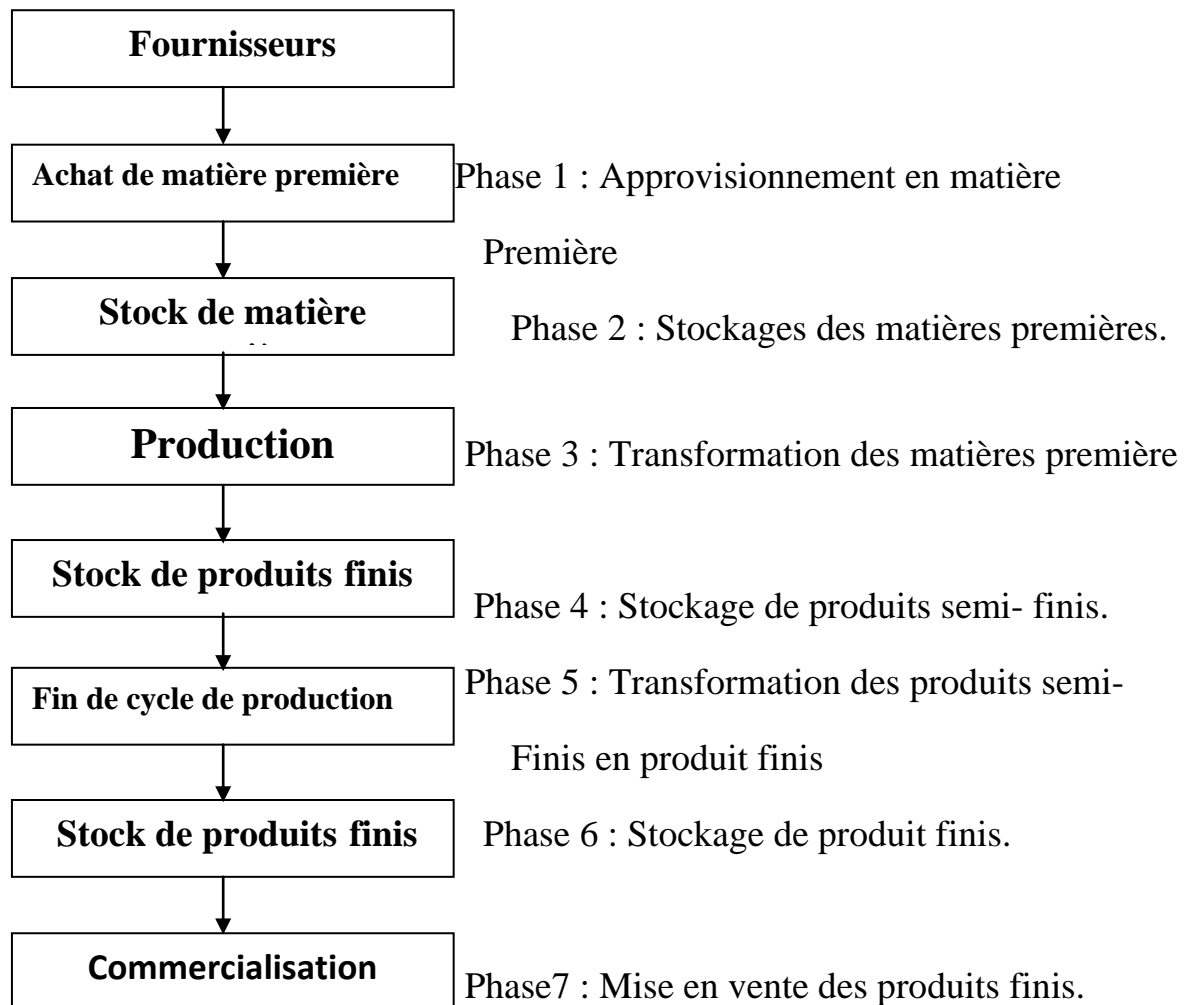 Fournisseurs
Achat de matière première
Phase 1 : Approvisionnement en matière
Première
Stock de matière
Phase 2 : Stockages des matières premières.
Production
Phase 3 : Transformation des matières première
Stock de produits finis
Phase 4 : Stockage de produits semi- finis.
Fin de cycle de production
Phase 5 : Transformation des produits semi-
Finis en produit finis
Stock de produits finis
Phase 6 : Stockage de produit finis.
Commercialisation
Phase7 : Mise en vente des produits finis.